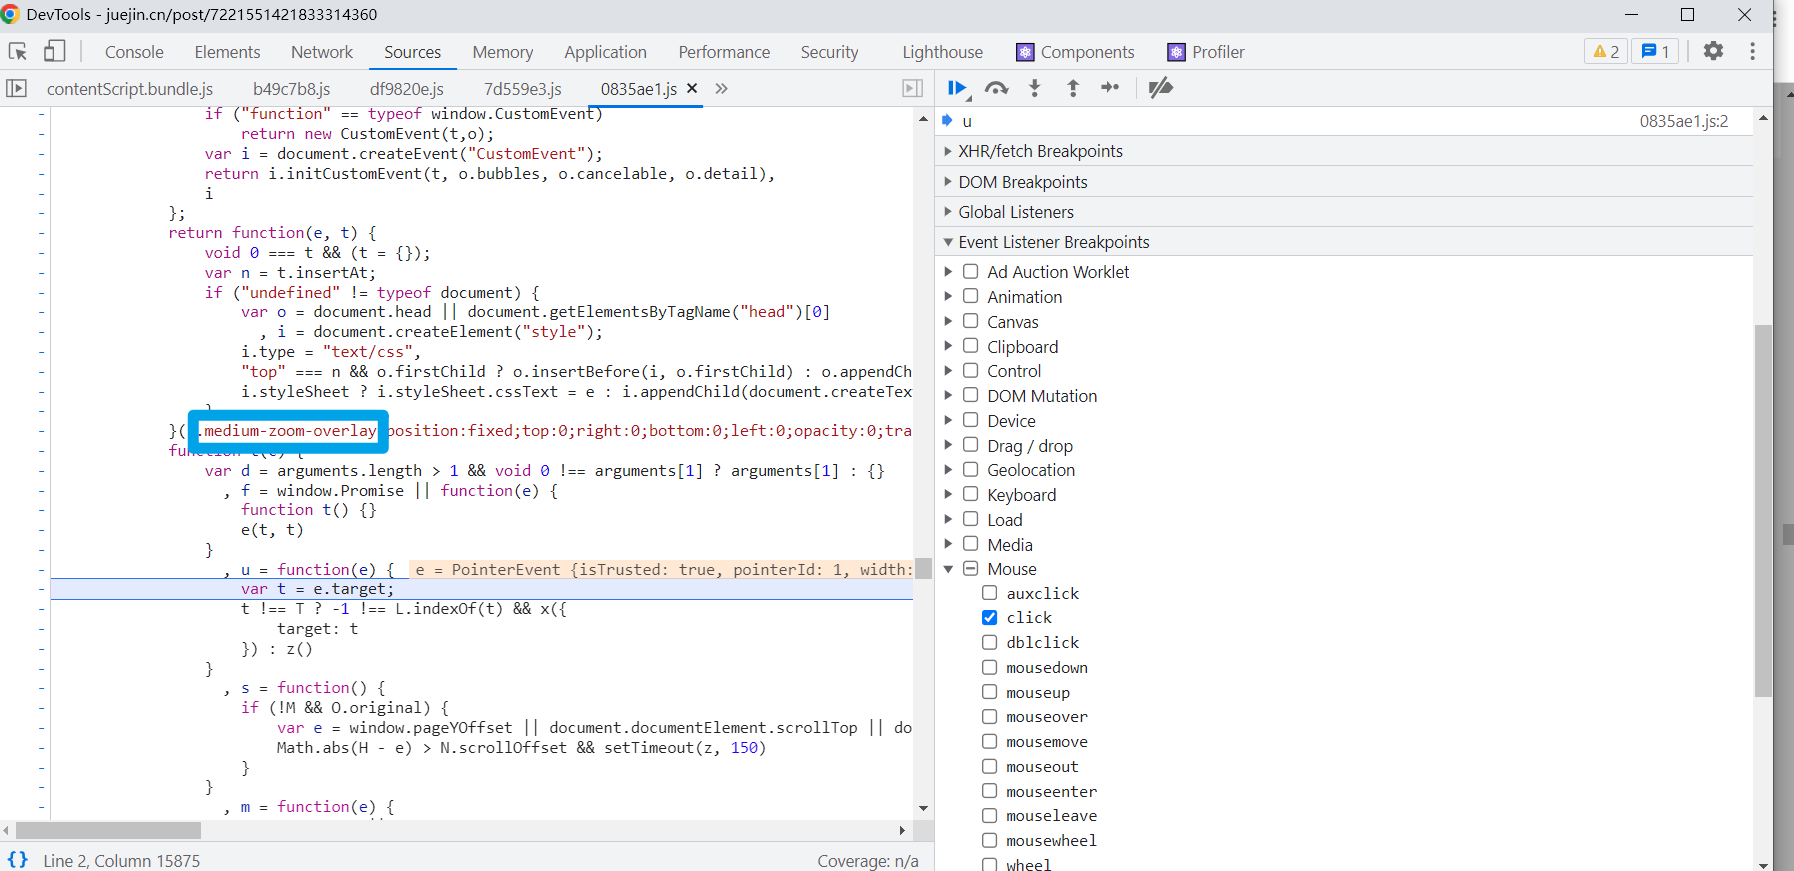 DevTools - juejin.cn/post/7221551421833314360
Console Elements Network Sources Memory Application Performance Security Lighthouse Components Profiler 2 1
contentScript.bundle.js b49c7b8.js df9820e.js 7d559e3.js 0835ae1.js × »
if ("function" == typeof window.CustomEvent)
return new CustomEvent(t,o);
var i = document.createEvent("CustomEvent");
return i.initCustomEvent(t, o.bubbles, o.cancelable, o.detail),
i
};
return function(e, t) {
void 0 === t && (t = {});
var n = t.insertAt;
if ("undefined" != typeof document) {
var o = document.head || document.getElementsByTagName("head")[0]
, i = document.createElement("style");
i.type = "text/css",
"top" === n && o.firstChild ? o.insertBefore(i, o.firstChild) : o.appendCh
i.styleSheet ? i.styleSheet.cssText = e : i.appendChild(document.createTex
}(".medium-zoom-overlay position:fixed;top:0;right:0;bottom:0;left:0;opacity:0;tra
var d = arguments.length > 1 && void 0 !== arguments[1] ? arguments[1] : {}
, f = window.Promise || function(e) {
function t() {}
e(t, t)
}
, u = function(e) { e = PointerEvent {isTrusted: true, pointerId: 1, width:
var t = e.target;
t !== T ? -1 !== L.indexOf(t) && x({
target: t
}) : z()
}
, s = function() {
if (!M && O.original) {
var e = window.pageYOffset || document.documentElement.scrollTop || do
Math.abs(H - e) > N.scrollOffset && setTimeout(z, 150)
}
}
, m = function(e) {
{} Line 2, Column 15875 Coverage: n/a
u 0835ae1.js:2
XHR/fetch Breakpoints
DOM Breakpoints
Global Listeners
Event Listener Breakpoints
Ad Auction Worklet
Animation
Canvas
Clipboard
Control
DOM Mutation
Device
Drag / drop
Geolocation
Keyboard
Load
Media
Mouse
auxclick
click
dblclick
mousedown
mouseup
mouseover
mousemove
mouseout
mouseenter
mouseleave
mousewheel
wheel